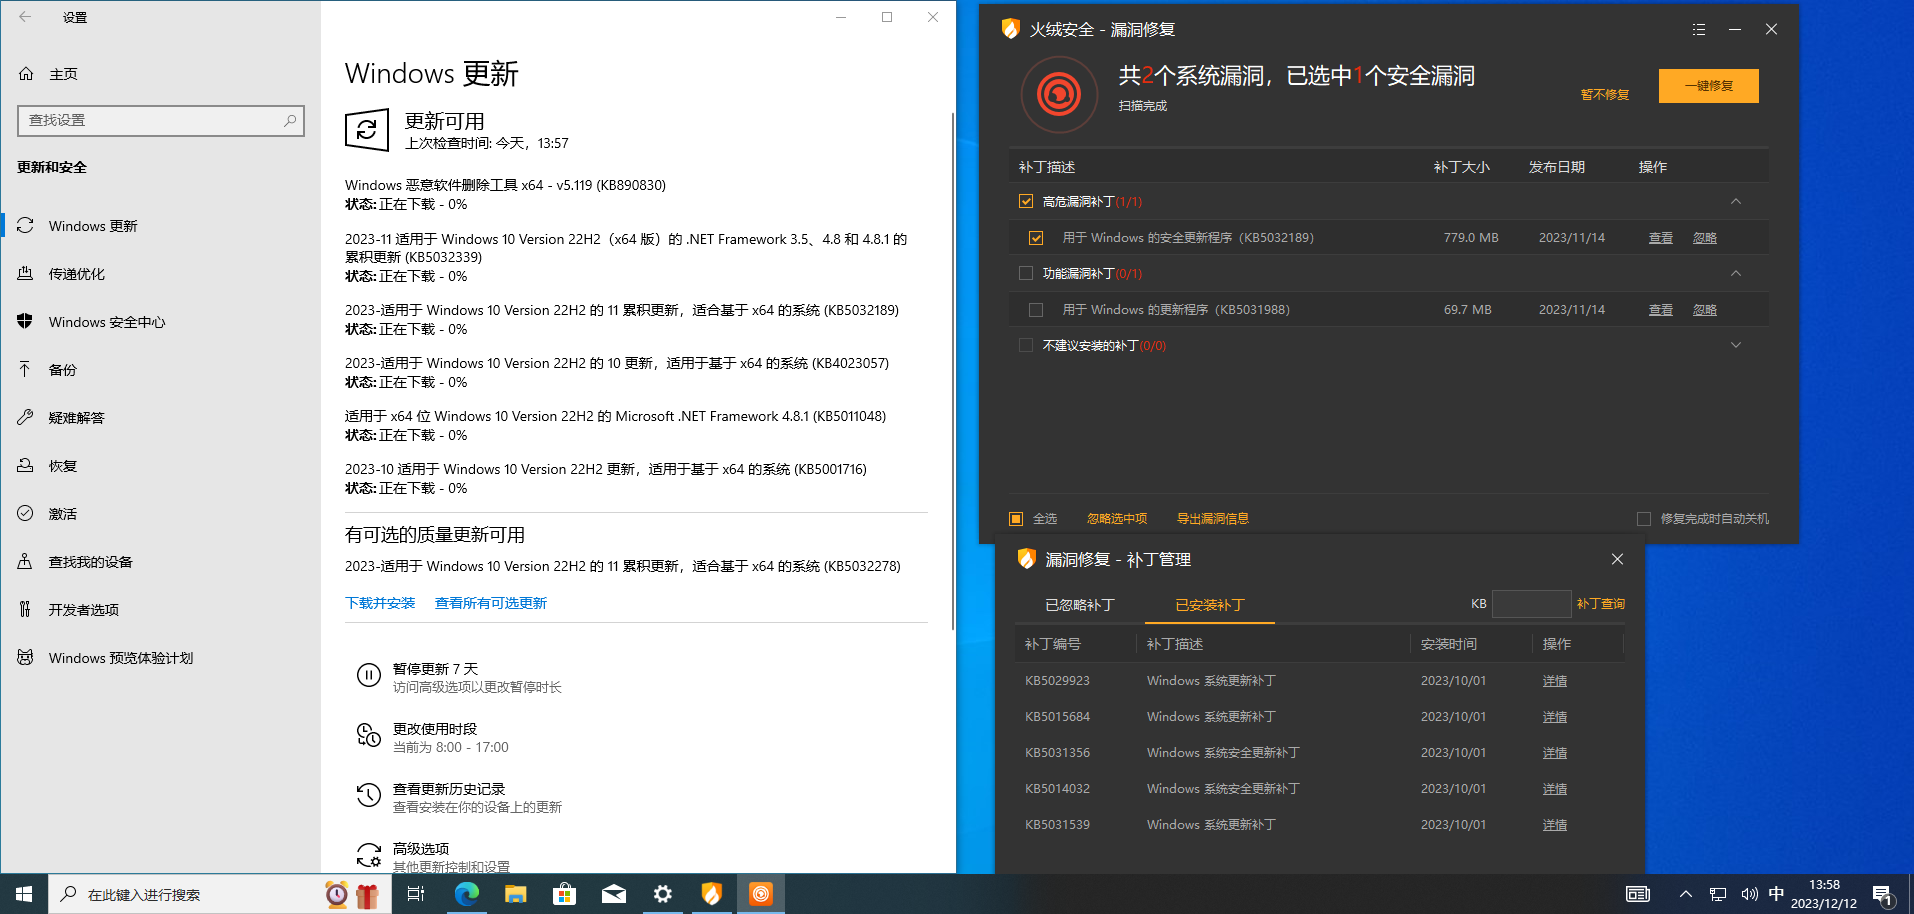 设置
主页
查找设置
更新和安全
Windows 更新
传递优化
Windows 安全中心
备份
疑难解答
恢复
激活
查找我的设备
开发者选项
Windows 预览体验计划
Windows 更新
更新可用
上次检查时间: 今天，13:57
Windows 恶意软件删除工具 x64 - v5.119 (KB890830)
状态: 正在下载 - 0%
2023-11 适用于 Windows 10 Version 22H2（x64 版）的 .NET Framework 3.5、4.8 和 4.8.1 的
累积更新 (KB5032339)
状态: 正在下载 - 0%
2023-适用于 Windows 10 Version 22H2 的 11 累积更新，适合基于 x64 的系统 (KB5032189)
状态: 正在下载 - 0%
2023-适用于 Windows 10 Version 22H2 的 10 更新，适用于基于 x64 的系统 (KB4023057)
状态: 正在下载 - 0%
适用于 x64 位 Windows 10 Version 22H2 的 Microsoft .NET Framework 4.8.1 (KB5011048)
状态: 正在下载 - 0%
2023-10 适用于 Windows 10 Version 22H2 更新，适用于基于 x64 的系统 (KB5001716)
状态: 正在下载 - 0%
有可选的质量更新可用
2023-适用于 Windows 10 Version 22H2 的 11 累积更新，适合基于 x64 的系统 (KB5032278)
下载并安装 查看所有可选更新
暂停更新 7 天
访问高级选项以更改暂停时长
更改使用时段
当前为 8:00 - 17:00
查看更新历史记录
查看安装在你的设备上的更新
高级选项
其他更新控制和设置
火绒安全 - 漏洞修复
共2个系统漏洞，已选中1个安全漏洞
扫描完成
暂不修复
一键修复
补丁描述 补丁大小 发布日期 操作
高危漏洞补丁(1/1)
用于 Windows 的安全更新程序（KB5032189） 779.0 MB 2023/11/14 查看 忽略
功能漏洞补丁(0/1)
用于 Windows 的更新程序（KB5031988） 69.7 MB 2023/11/14 查看 忽略
不建议安装的补丁(0/0)
全选 忽略选中项 导出漏洞信息 修复完成时自动关机
漏洞修复 - 补丁管理
已忽略补丁 已安装补丁 KB 补丁查询
补丁编号 补丁描述 安装时间 操作
KB5029923 Windows 系统更新补丁 2023/10/01 详情
KB5015684 Windows 系统更新补丁 2023/10/01 详情
KB5031356 Windows 系统安全更新补丁 2023/10/01 详情
KB5014032 Windows 系统安全更新补丁 2023/10/01 详情
KB5031539 Windows 系统更新补丁 2023/10/01 详情
在此键入进行搜索
中
13:58
2023/12/12
1